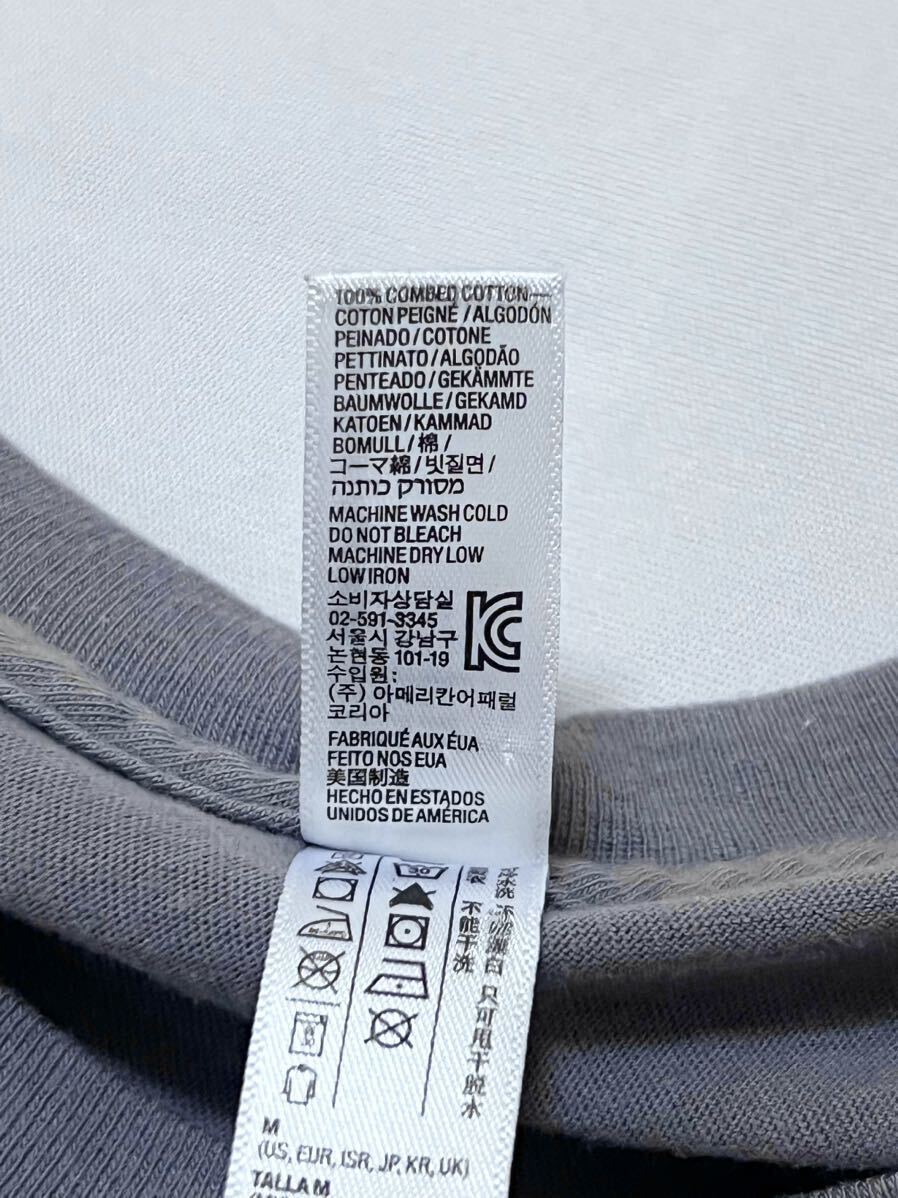 100% COMBED COTTON—
COTON PEIGNÉ / ALGODÓN
PEINADO / COTONE
PETTINATO / ALGODÃO
PENTEADO / GEKÄMMTE
BAUMWOLLE / GEKAMD
KATOEN / KAMMAD
BOMULL / 棉 /
コーマ綿 / 빗질면 /
מסורק כותנה
MACHINE WASH COLD
DO NOT BLEACH
MACHINE DRY LOW
LOW IRON
소비자상담실
02-591-3345
서울시 강남구
논현동 101-19
수입원 :
(주) 아메리칸어패럴
코리아
FABRIQUÉ AUX ÉUA
FEITO NOS EUA
美国制造
HECHO EN ESTADOS
UNIDOS DE AMÉRICA
30
不能干洗
只可甩干脱水
M
(US, EUR, ISR, JP, KR, UK)
TALLA M